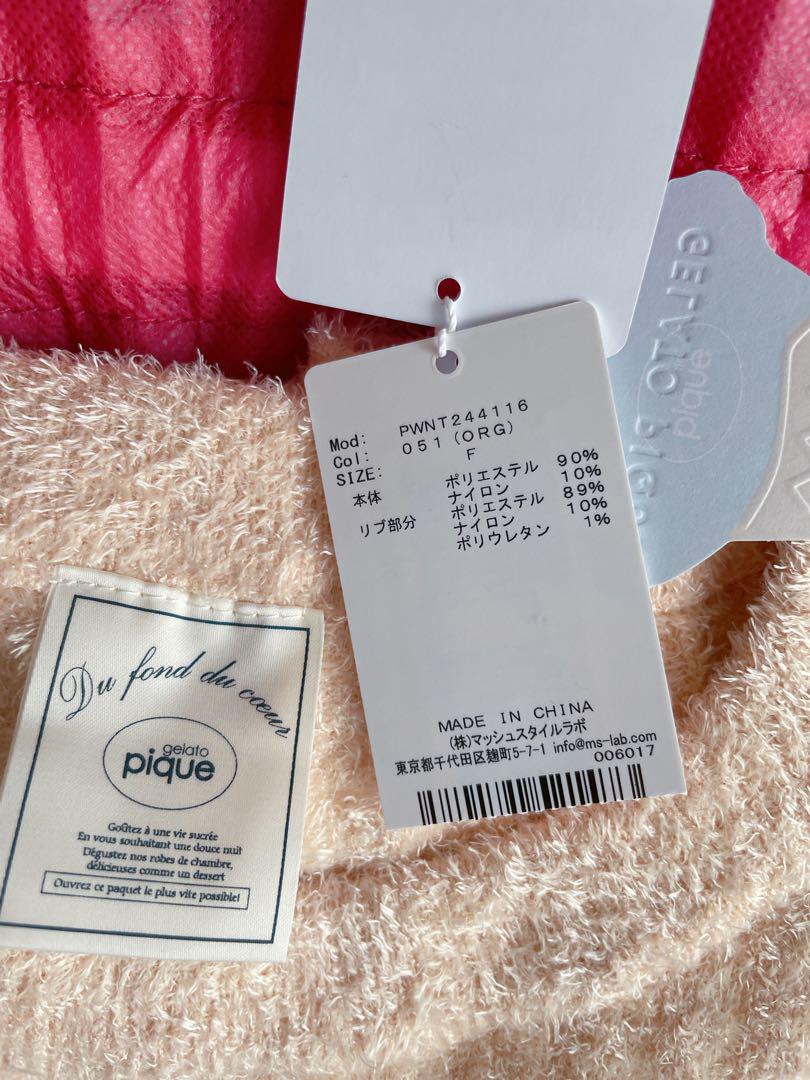 GELATO PIQUE
pique
Mod: PWNT244116
Col: 051 (ORG)
SIZE: F
本体 ポリエステル 90%
ナイロン 10%
リブ部分 ポリエステル 89%
ナイロン 10%
ポリウレタン 1%
MADE IN CHINA
(株)マッシュスタイルラボ
東京都千代田区麹町5-7-1 info@ms-lab.com
006017
Du fond du cœur
gelato
pique
Goûtez à une vie sucrée
En vous souhaitant une douce nuit
Dégustez nos robes de chambre,
délicieuses comme un dessert
Ouvrez ce paquet le plus vite possible!